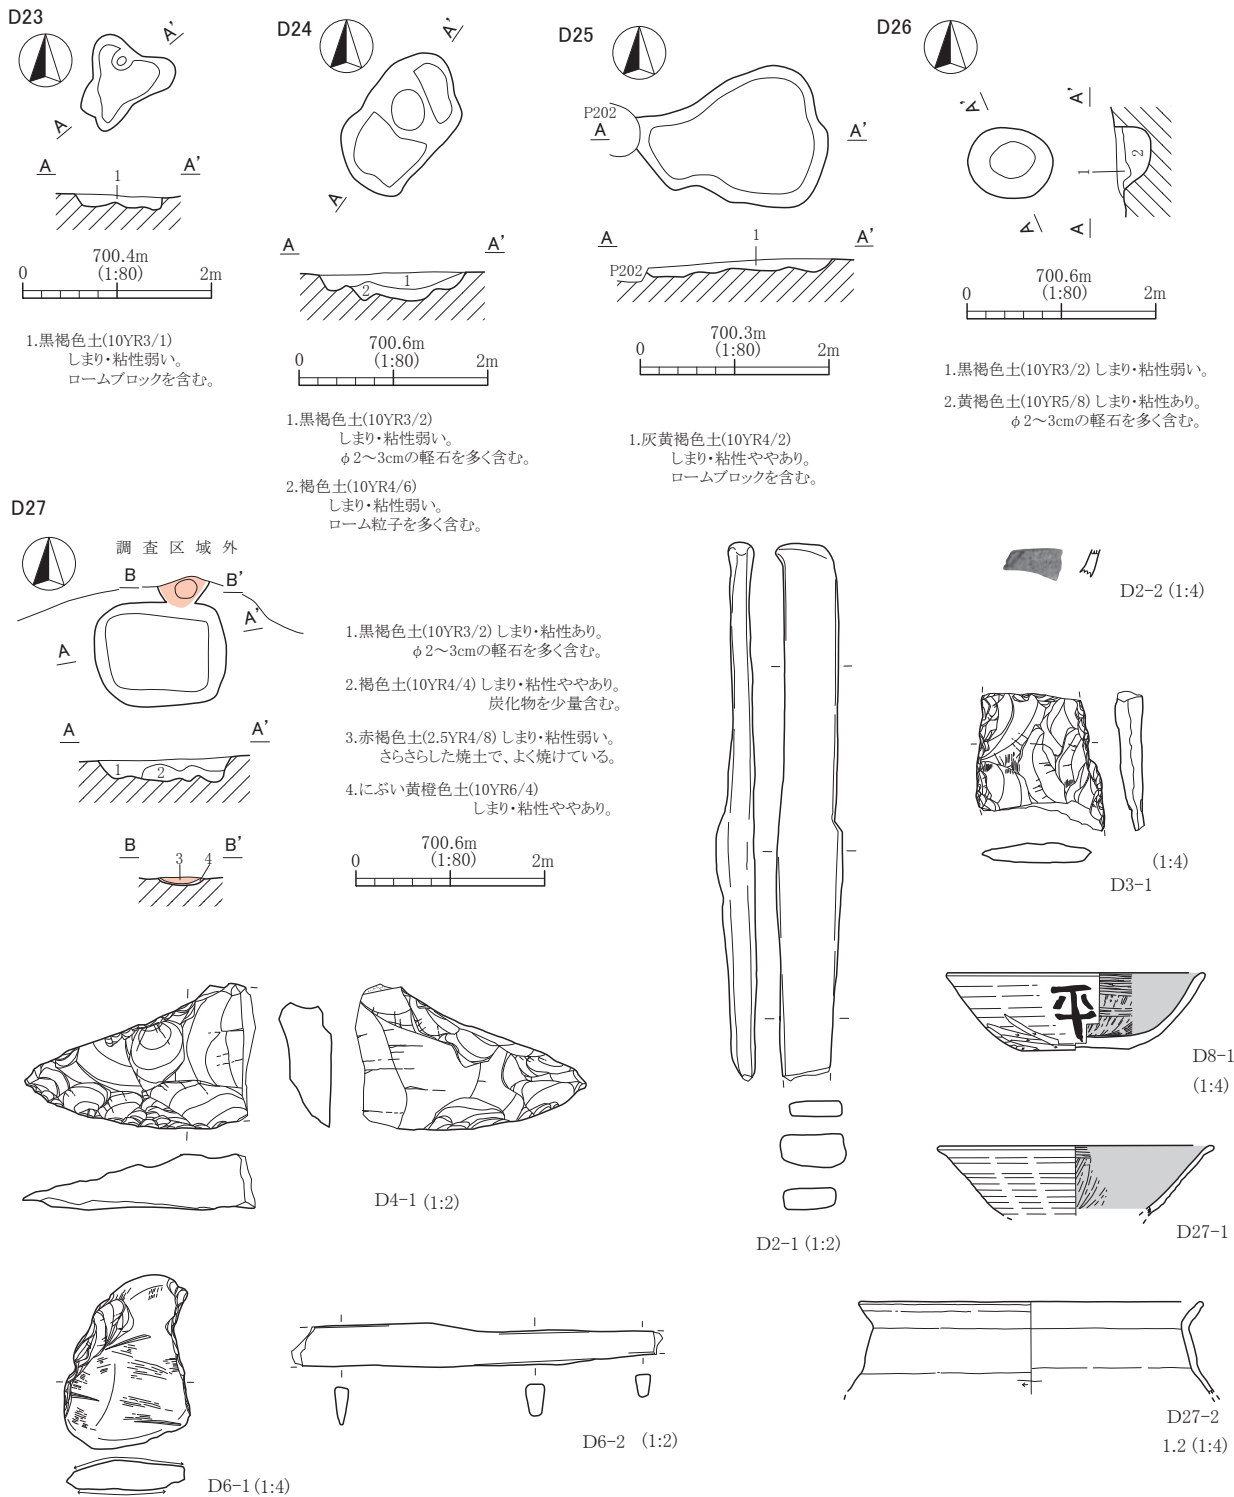 D23
A'
A
A
A'
1
700.4m
0 (1:80) 2m
1.黒褐色土(10YR3/1)
しまり・粘性弱い。
ロームブロックを含む。
D24
A'
A
A
A'
1
2
700.6m
0 (1:80) 2m
1.黒褐色土(10YR3/2)
しまり・粘性弱い。
φ2～3cmの軽石を多く含む。
2.褐色土(10YR4/6)
しまり・粘性弱い。
ローム粒子を多く含む。
D25
P202
A
A'
A
A'
1
P202
700.3m
0 (1:80) 2m
1.灰黄褐色土(10YR4/2)
しまり・粘性ややあり。
ロームブロックを含む。
D26
A'
A
A'
A
1
2
700.6m
0 (1:80) 2m
1.黒褐色土(10YR3/2) しまり・粘性弱い。
2.黄褐色土(10YR5/8) しまり・粘性あり。
φ2～3cmの軽石を多く含む。
D27
調査区域外
B
B'
A'
A
A
A'
1
2
B
B'
3
4
1.黒褐色土(10YR3/2) しまり・粘性あり。
φ2～3cmの軽石を多く含む。
2.褐色土(10YR4/4) しまり・粘性ややあり。
炭化物を少量含む。
3.赤褐色土(2.5YR4/8) しまり・粘性弱い。
さらさらした焼土で、よく焼けている。
4.にぶい黄橙色土(10YR6/4)
しまり・粘性ややあり。
700.6m
0 (1:80) 2m
D2-2 (1:4)
(1:4)
D3-1
平
D8-1
(1:4)
D4-1 (1:2)
D2-1 (1:2)
D27-1
D6-1 (1:4)
D6-2 (1:2)
D27-2
1.2 (1:4)